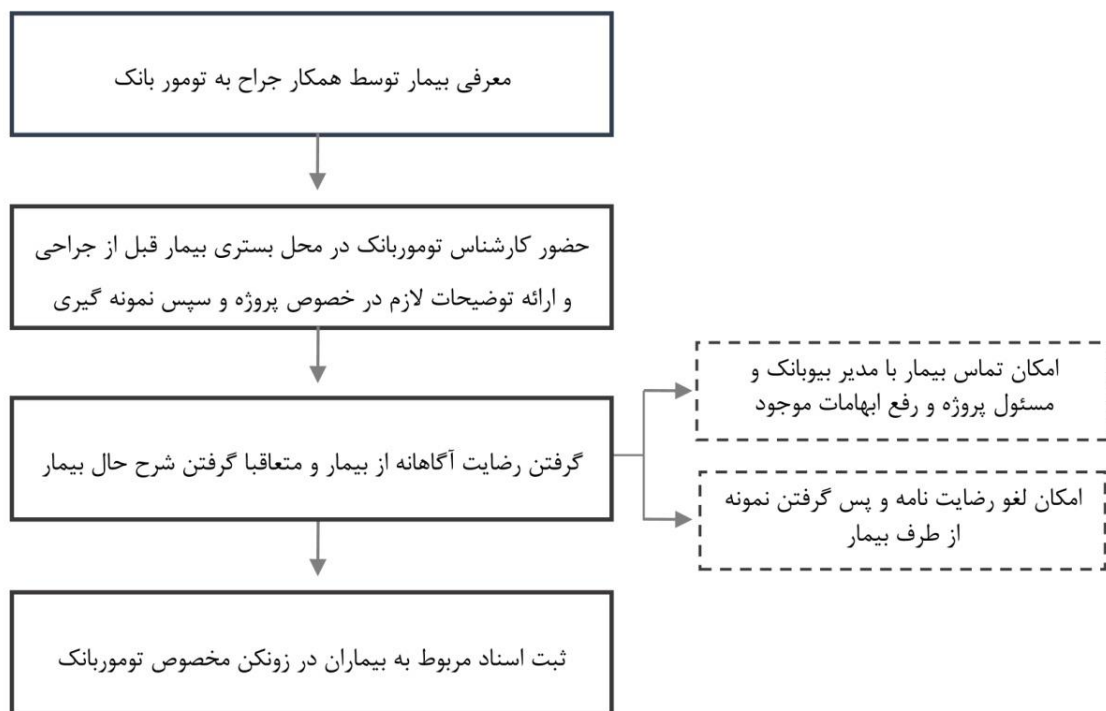 معرفی بیمار توسط همکار جراح به تومور بانک
حضور کارشناس توموربانک در محل بستری بیمار قبل از جراحی
و ارائه توضیحات لازم در خصوص پروژه و سپس نمونه گیری
گرفتن رضایت آگاهانه از بیمار و متعاقبا گرفتن شرح حال بیمار
امکان تماس بیمار با مدیر بیوبانک و
مسئول پروژه و رفع ابهامات موجود
امکان لغو رضایت نامه و پس گرفتن نمونه
از طرف بیمار
ثبت اسناد مربوط به بیماران در زونکن مخصوص توموربانک